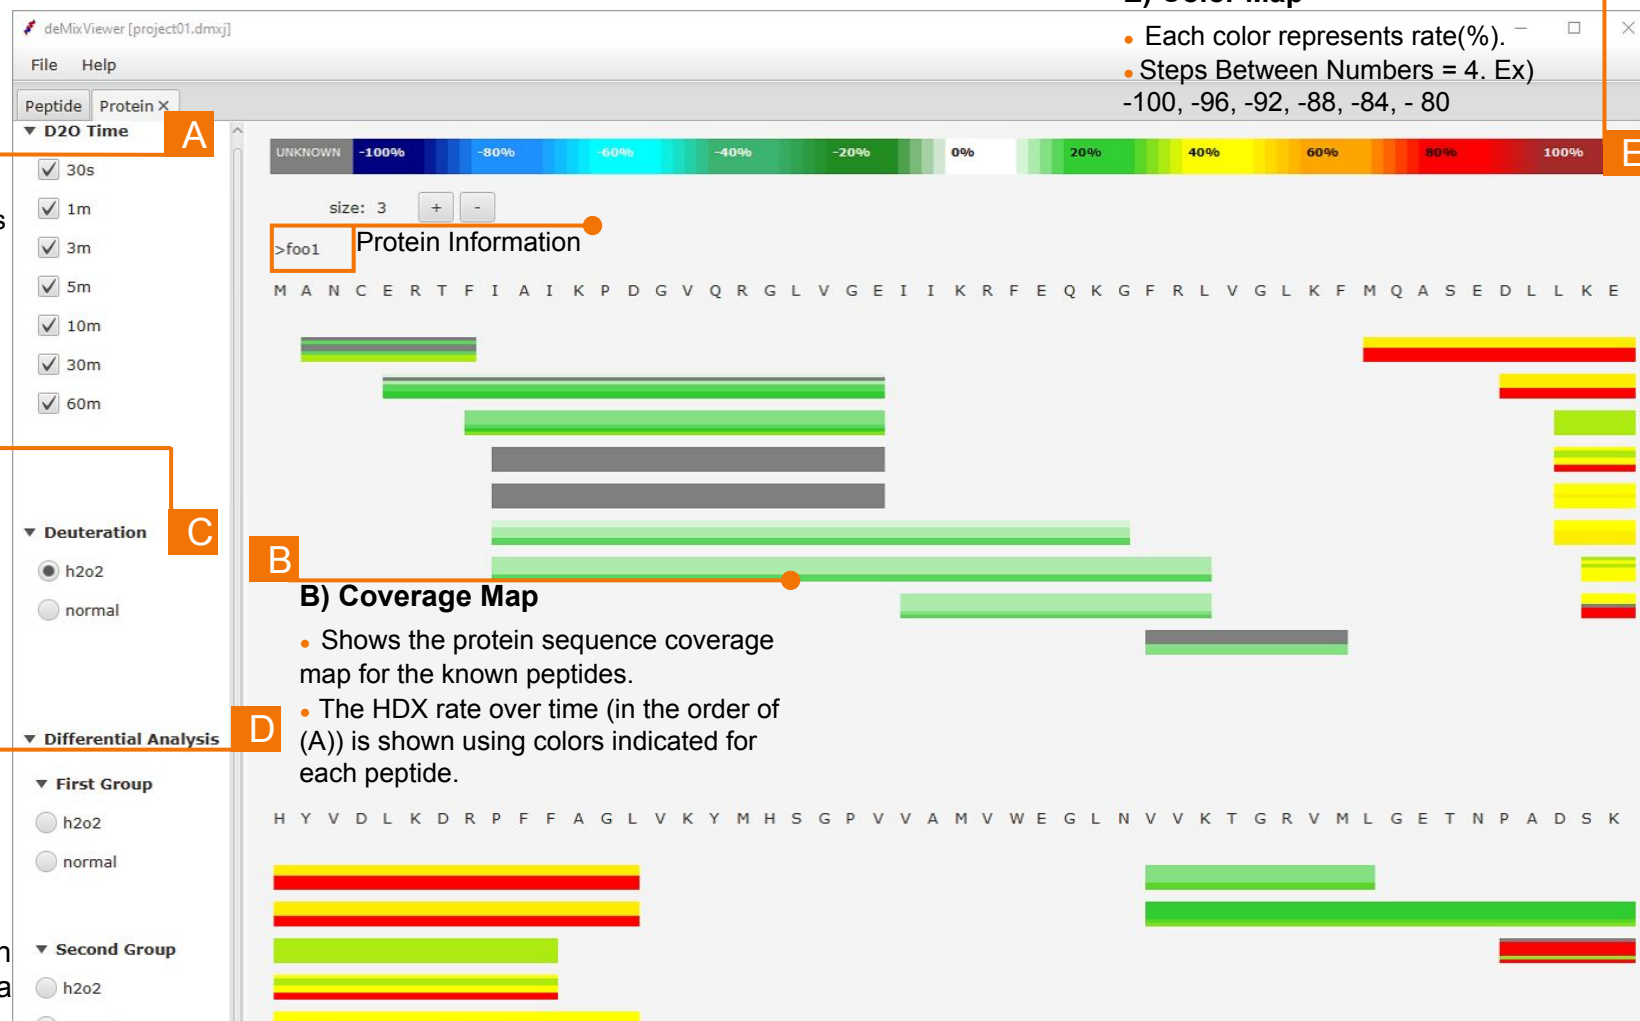 E) Color Map
• Each color represents rate(%).
• Steps Between Numbers = 4. Ex)
-100, -96, -92, -88, -84, - 80
deMixViewer [project01.dmxj]
File Help
Peptide Protein ×
▼ D2O Time
A
30s
1m
3m
5m
10m
30m
60m
s
UNKNOWN -100% -80% -60% -40% -20% 0% 20% 40% 60% 80% 100%
E
size: 3 + -
>foo1 Protein Information
M A N C E R T F I A I K P D G V Q R G L V G E I I K R F E Q K G F R L V G L K F M Q A S E D L L K E
▼ Deuteration
C
h2o2
normal
B
B) Coverage Map
• Shows the protein sequence coverage
map for the known peptides.
• The HDX rate over time (in the order of
(A)) is shown using colors indicated for
each peptide.
▼ Differential Analysis
D
▼ First Group
h2o2
normal
H Y V D L K D R P F F A G L V K Y M H S G P V V A M V W E G L N V V K T G R V M L G E T N P A D S K
▼ Second Group
h2o2
a